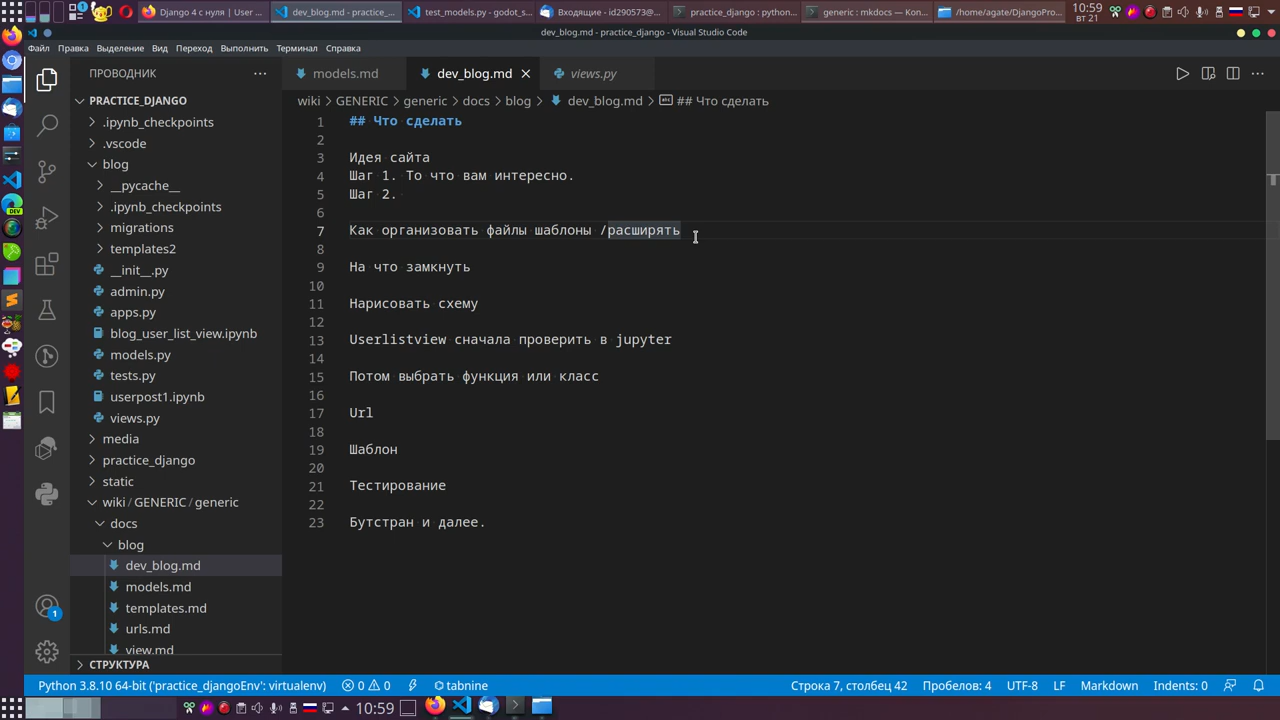 Django 4 с нуля | User ...
dev_blog.md - practice_...
test_models.py - godot_s...
Входящие - id290573@...
practice_django : python...
generic : mkdocs — Kon...
/home/agate/DjangoPro...
10:59
вт 21
dev_blog.md - practice_django - Visual Studio Code
Файл Правка Выделение Вид Переход Выполнить Терминал Справка
ПРОВОДНИК
models.md
dev_blog.md
views.py
PRACTICE_DJANGO
wiki > GENERIC > generic > docs > blog > dev_blog.md > ## Что сделать
.ipynb_checkpoints
.vscode
blog
__pycache__
.ipynb_checkpoints
migrations
templates2
__init__.py
admin.py
apps.py
blog_user_list_view.ipynb
models.py
tests.py
userpost1.ipynb
views.py
media
practice_django
static
wiki / GENERIC / generic
docs
blog
dev_blog.md
models.md
templates.md
urls.md
view.md
СТРУКТУРА
1 ## Что сделать
2
3 Идея сайта
4 Шаг 1. То что вам интересно.
5 Шаг 2.
6
7 Как организовать файлы шаблоны /расширять
8
9 На что замкнуть
10
11 Нарисовать схему
12
13 Userlistview сначала проверить в jupyter
14
15 Потом выбрать функция или класс
16
17 Url
18
19 Шаблон
20
21 Тестирование
22
23 Бутстран и далее.
1
DEV
Python 3.8.10 64-bit ('practice_djangoEnv': virtualenv) 0 0 tabnine Строка 7, столбец 42 Пробелов: 4 UTF-8 LF Markdown Indents: 0
10:59